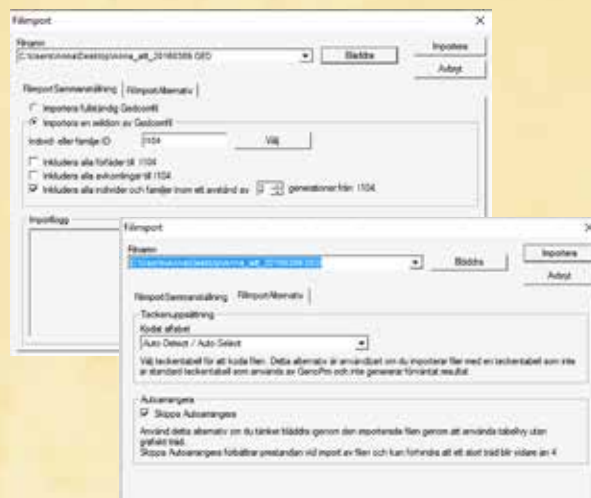 Filimport
Filnamn
Importera
Bläddra
Avbryt
Filimport Sammanställning
Filimport Alternativ
Importera fullständig Gedcomfil
Importera en sektion av Gedcomfil
Individ- eller familje ID
I104
Välj
Inkludera alla förfäder till I104
Inkludera alla avkomlingar till I104
Inkludera alla individer och familjer inom ett avstånd av
generationer från I104.
Importlogg
Filimport
Filnamn
Importera
Bläddra
Avbryt
Filimport Sammanställning
Filimport Alternativ
Teckenuppsättning
Kodat alfabet
Auto Detect / Auto Select
Välj teckentabell för att koda filen. Detta alternativ är användbart om du importerar filer med en teckentabell som inte
är standard teckentabell som används av GenoPro och inte genererar förväntat resultat
Autoarrangera
Skippa Autoarrangera
Använd detta alternativ om du tänker bläddra genom den importerade filen genom att använda tabellvy utan
grafiskt träd.
Skippa Autoarrangera förbättrar prestandan vid import av filen och kan förhindra att ett stort träd blir vidare än 4